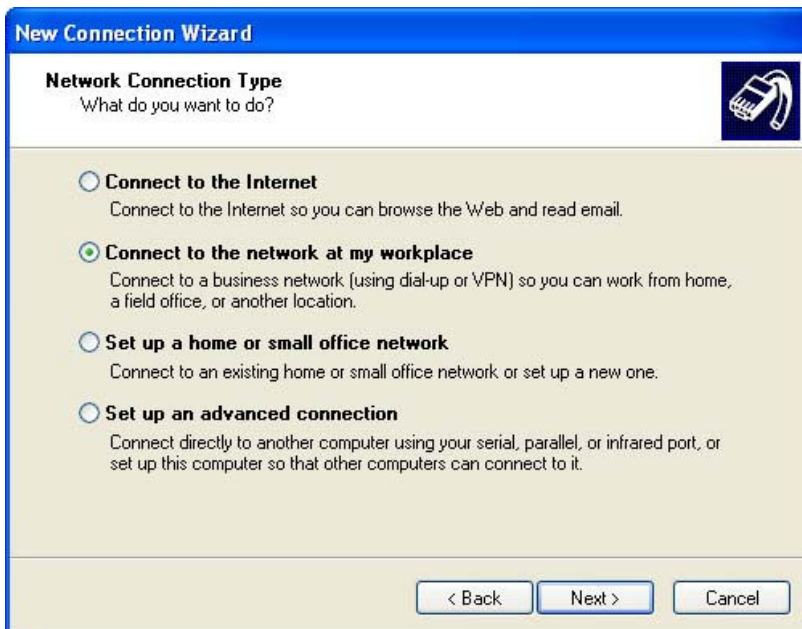 New Connection Wizard
Network Connection Type
What do you want to do?
Connect to the Internet
Connect to the Internet so you can browse the Web and read email.
Connect to the network at my workplace
Connect to a business network (using dial-up or VPN) so you can work from home,
a field office, or another location.
Set up a home or small office network
Connect to an existing home or small office network or set up a new one.
Set up an advanced connection
Connect directly to another computer using your serial, parallel, or infrared port, or
set up this computer so that other computers can connect to it.
< Back Next > Cancel